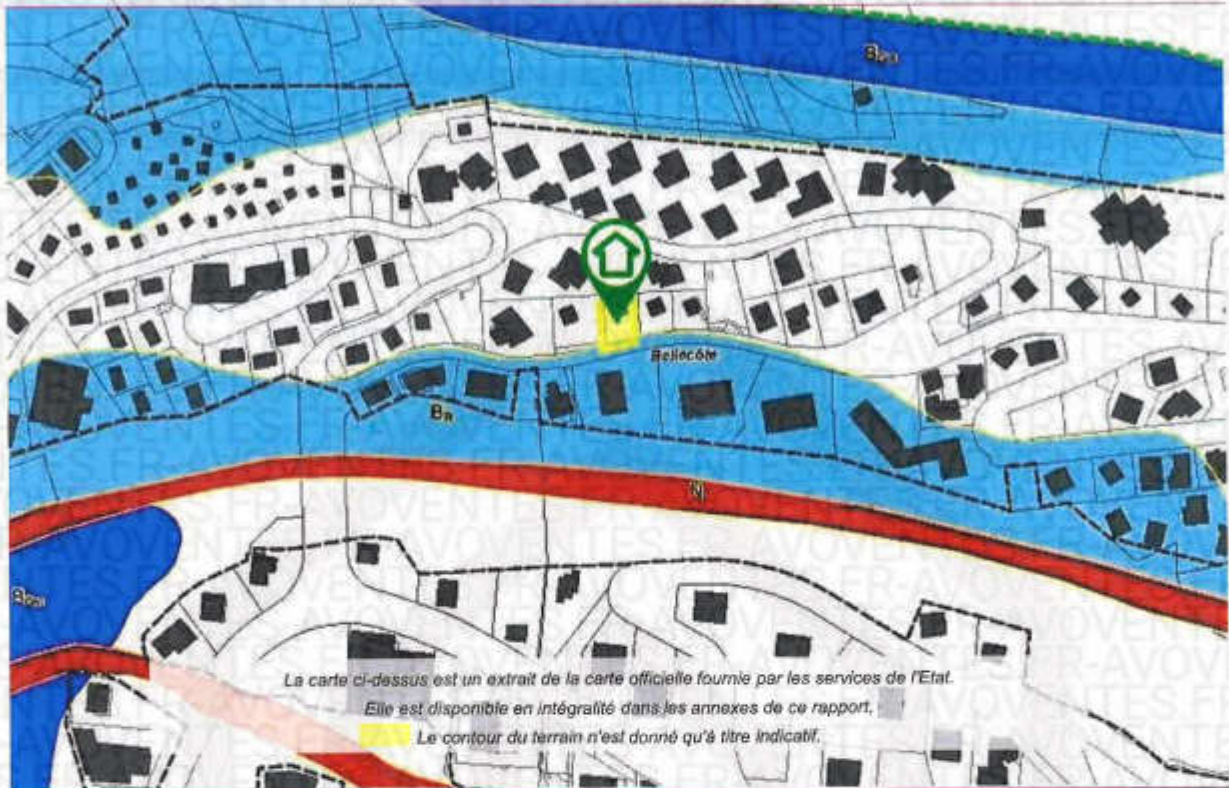 Bellecôte
N
La carte ci-dessus est un extrait de la carte officielle fournie par les services de l'Etat.
Elle est disponible en intégralité dans les annexes de ce rapport.
Le contour du terrain n'est donné qu'à titre indicatif.